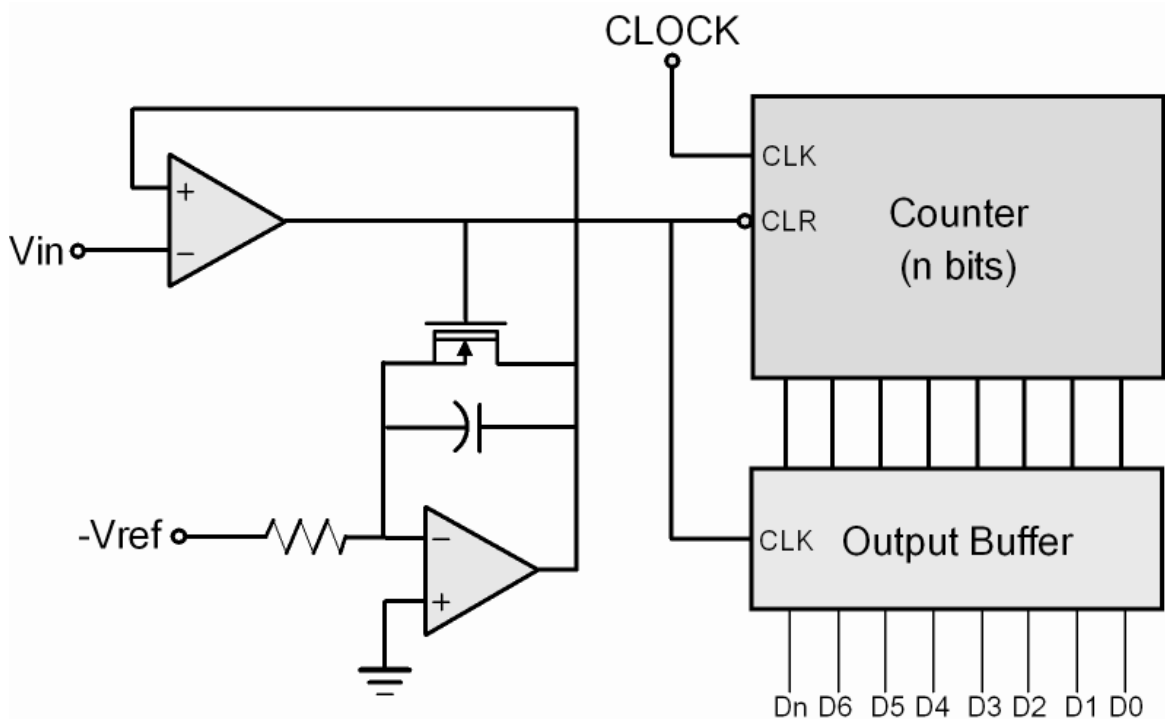 CLOCK
CLK
+
CLR
Counter
(n bits)
Vin
−
-Vref
−
CLK
Output Buffer
+
Dn D6 D5 D4 D3 D2 D1 D0